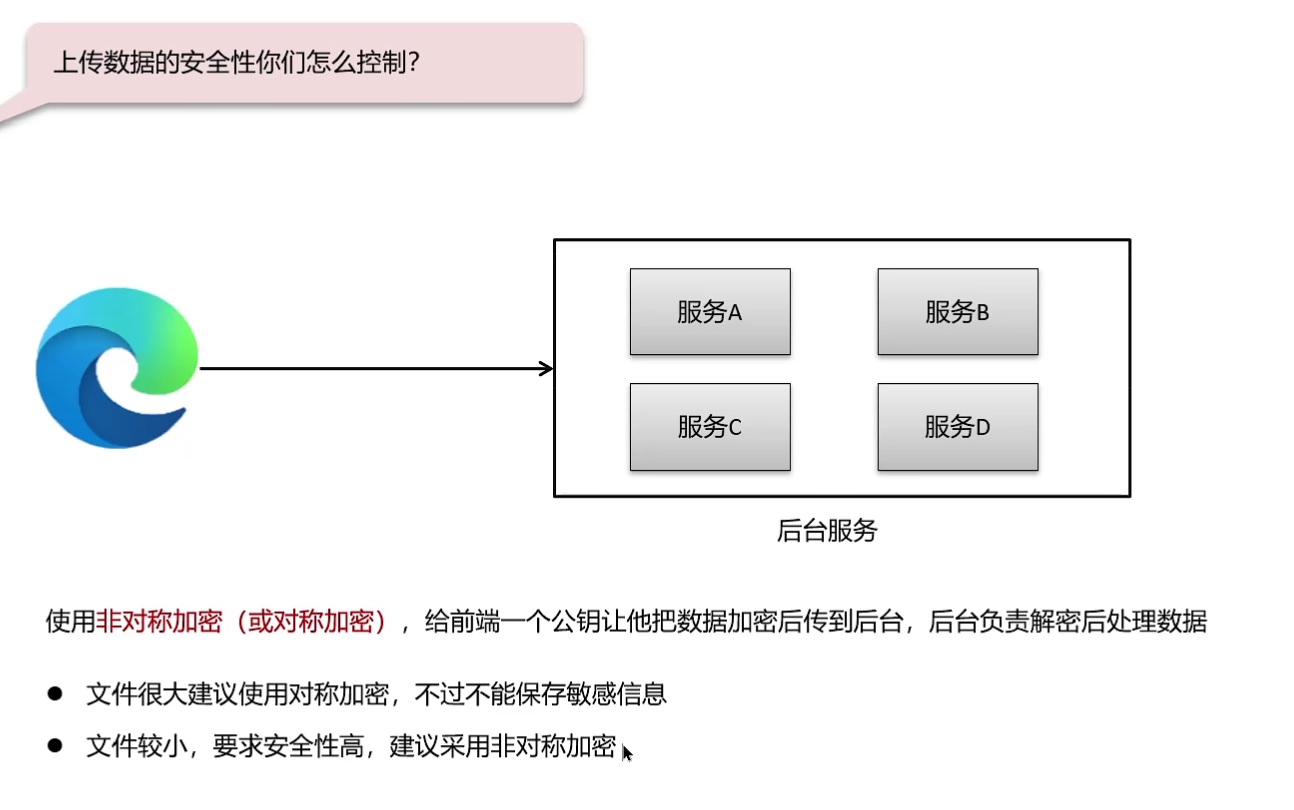 上传数据的安全性你们怎么控制？
服务A
服务B
服务C
服务D
后台服务
使用非对称加密（或对称加密），给前端一个公钥让他把数据加密后传到后台，后台负责解密后处理数据
● 文件很大建议使用对称加密，不过不能保存敏感信息
● 文件较小，要求安全性高，建议采用非对称加密